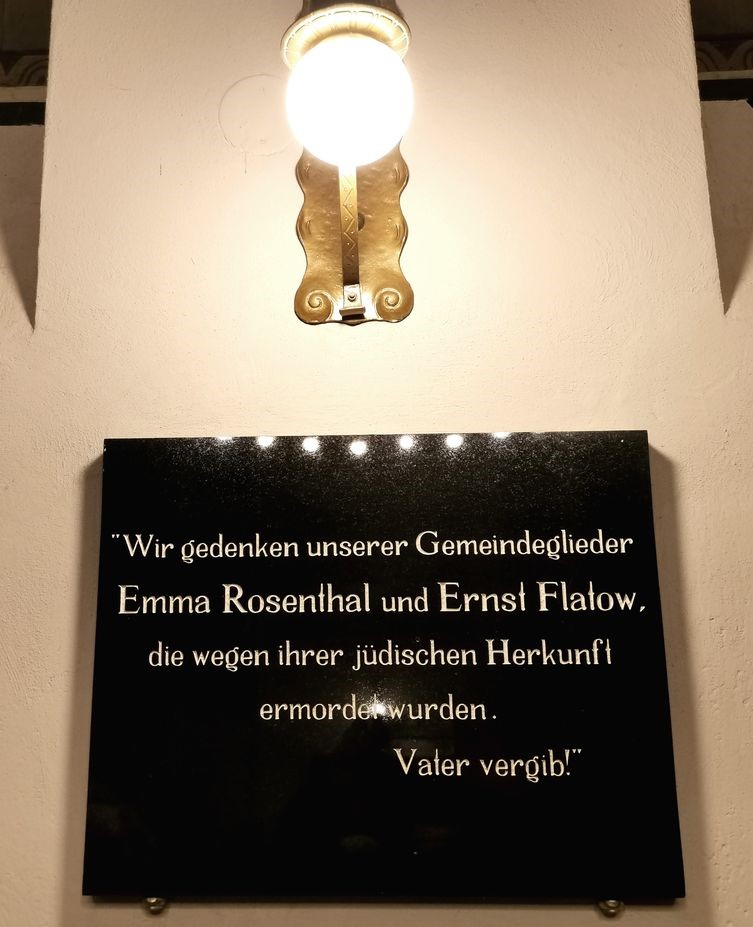 "Wir gedenken unserer Gemeindeglieder
Emma Rosenthal und Ernst Flatow,
die wegen ihrer jüdischen Herkunft
ermordet wurden.
Vater vergib!"